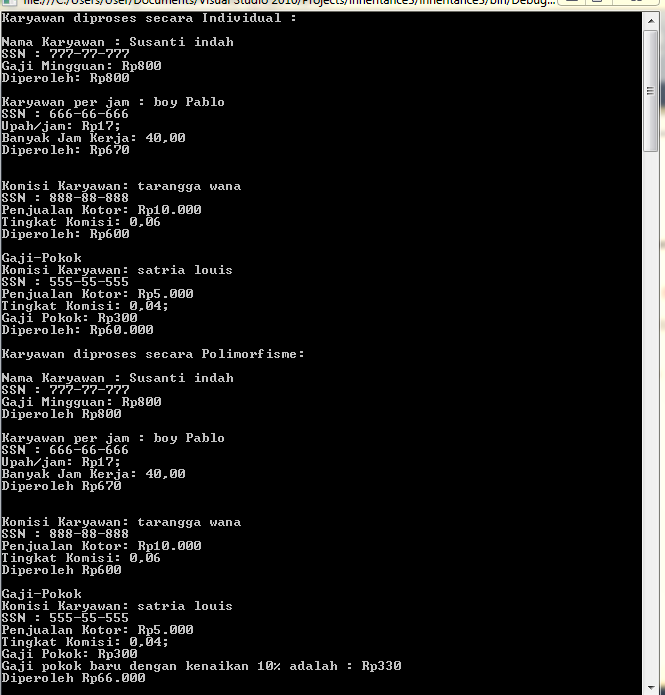 file:///C:/Users/User/Documents/Visual Studio 2010/Projects/Inheritance3/Inheritance3/bin/Debug...
Karyawan diproses secara Individual :
Nama Karyawan : Susanti indah
SSN : 777-77-777
Gaji Mingguan: Rp800
Diperoleh: Rp800
Karyawan per jam : boy Pablo
SSN : 666-66-666
Upah/jam: Rp17;
Banyak Jam Kerja: 40,00
Diperoleh: Rp670
Komisi Karyawan: tarangga wana
SSN : 888-88-888
Penjualan Kotor: Rp10.000
Tingkat Komisi: 0,06
Diperoleh: Rp600
Gaji-Pokok
Komisi Karyawan: satria louis
SSN : 555-55-555
Penjualan Kotor: Rp5.000
Tingkat Komisi: 0,04;
Gaji Pokok: Rp300
Diperoleh: Rp60.000
Karyawan diproses secara Polimorfisme:
Nama Karyawan : Susanti indah
SSN : 777-77-777
Gaji Mingguan: Rp800
Diperoleh Rp800
Karyawan per jam : boy Pablo
SSN : 666-66-666
Upah/jam: Rp17;
Banyak Jam Kerja: 40,00
Diperoleh Rp670
Komisi Karyawan: tarangga wana
SSN : 888-88-888
Penjualan Kotor: Rp10.000
Tingkat Komisi: 0,06
Diperoleh Rp600
Gaji-Pokok
Komisi Karyawan: satria louis
SSN : 555-55-555
Penjualan Kotor: Rp5.000
Tingkat Komisi: 0,04;
Gaji Pokok: Rp300
Gaji pokok baru dengan kenaikan 10% adalah : Rp330
Diperoleh Rp66.000